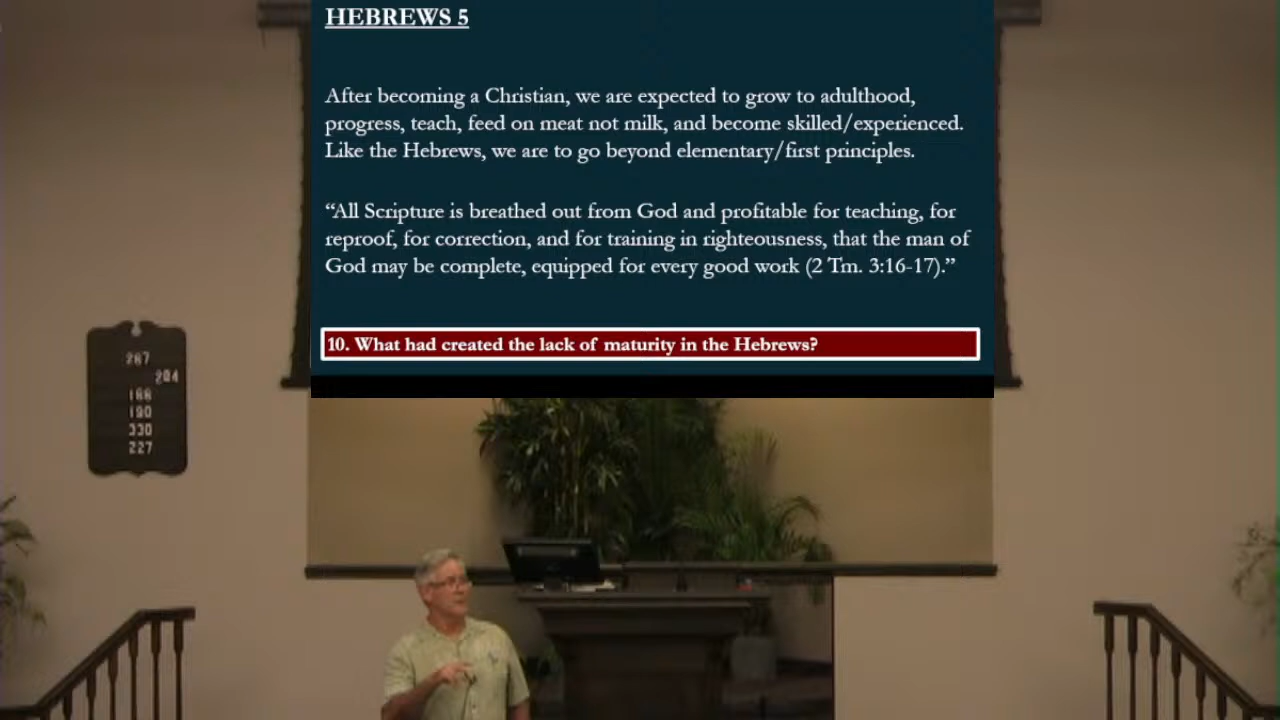 HEBREWS 5
After becoming a Christian, we are expected to grow to adulthood,
progress, teach, feed on meat not milk, and become skilled/experienced.
Like the Hebrews, we are to go beyond elementary/first principles.
“All Scripture is breathed out from God and profitable for teaching, for
reproof, for correction, and for training in righteousness, that the man of
God may be complete, equipped for every good work (2 Tm. 3:16-17).”
10. What had created the lack of maturity in the Hebrews?
267
204
166
190
330
227